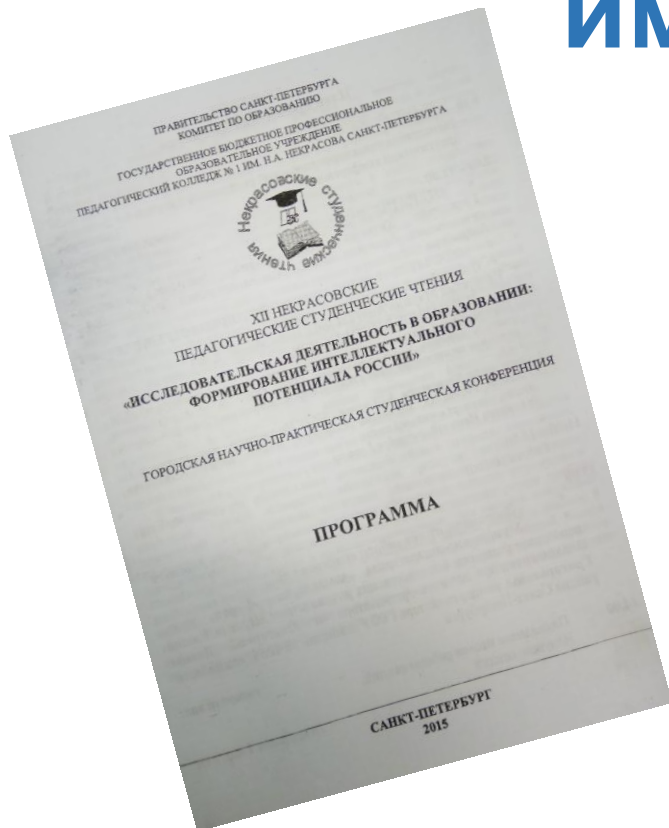 ИМ
ПРАВИТЕЛЬСТВО САНКТ-ПЕТЕРБУРГА
КОМИТЕТ ПО ОБРАЗОВАНИЮ
ГОСУДАРСТВЕННОЕ БЮДЖЕТНОЕ ПРОФЕССИОНАЛЬНОЕ
ОБРАЗОВАТЕЛЬНОЕ УЧРЕЖДЕНИЕ
ПЕДАГОГИЧЕСКИЙ КОЛЛЕДЖ № 1 ИМ. Н.А. НЕКРАСОВА САНКТ-ПЕТЕРБУРГА
Некрасовские студенческие чтения
XII НЕКРАСОВСКИЕ
ПЕДАГОГИЧЕСКИЕ СТУДЕНЧЕСКИЕ ЧТЕНИЯ
«ИССЛЕДОВАТЕЛЬСКАЯ ДЕЯТЕЛЬНОСТЬ В ОБРАЗОВАНИИ:
ФОРМИРОВАНИЕ ИНТЕЛЛЕКТУАЛЬНОГО
ПОТЕНЦИАЛА РОССИИ»
ГОРОДСКАЯ НАУЧНО-ПРАКТИЧЕСКАЯ СТУДЕНЧЕСКАЯ КОНФЕРЕНЦИЯ
ПРОГРАММА
САНКТ-ПЕТЕРБУРГ
2015